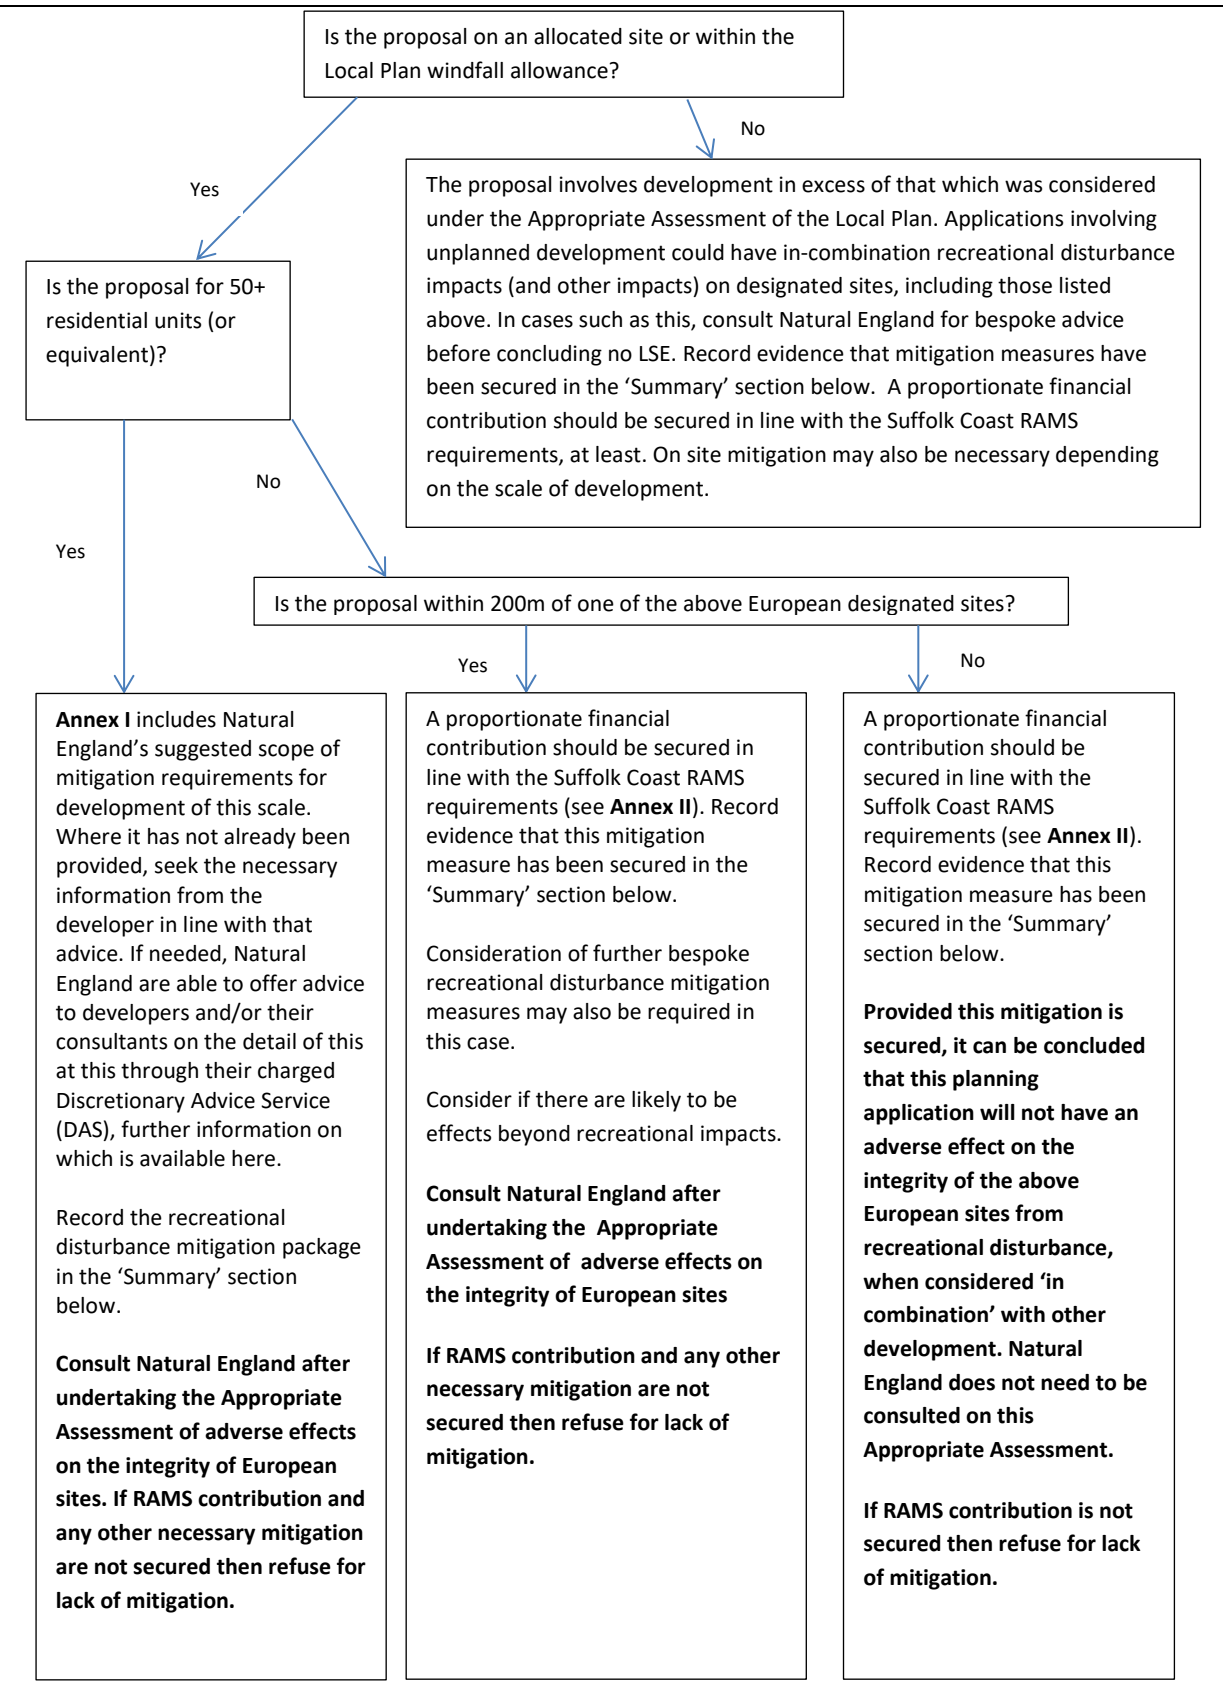 Is the proposal on an allocated site or within the
Local Plan windfall allowance?
No
Yes
The proposal involves development in excess of that which was considered
under the Appropriate Assessment of the Local Plan. Applications involving
unplanned development could have in-combination recreational disturbance
impacts (and other impacts) on designated sites, including those listed
above. In cases such as this, consult Natural England for bespoke advice
before concluding no LSE. Record evidence that mitigation measures have
been secured in the ‘Summary’ section below.  A proportionate financial
contribution should be secured in line with the Suffolk Coast RAMS
requirements, at least. On site mitigation may also be necessary depending
on the scale of development.
Is the proposal for 50+
residential units (or
equivalent)?
No
Yes
Is the proposal within 200m of one of the above European designated sites?
Yes
No
Annex I includes Natural
England’s suggested scope of
mitigation requirements for
development of this scale.
Where it has not already been
provided, seek the necessary
information from the
developer in line with that
advice. If needed, Natural
England are able to offer advice
to developers and/or their
consultants on the detail of this
at this through their charged
Discretionary Advice Service
(DAS), further information on
which is available here.
Record the recreational
disturbance mitigation package
in the ‘Summary’ section
below.
Consult Natural England after
undertaking the Appropriate
Assessment of adverse effects
on the integrity of European
sites. If RAMS contribution and
any other necessary mitigation
are not secured then refuse for
lack of mitigation.
A proportionate financial
contribution should be secured in
line with the Suffolk Coast RAMS
requirements (see Annex II). Record
evidence that this mitigation
measure has been secured in the
‘Summary’ section below.
Consideration of further bespoke
recreational disturbance mitigation
measures may also be required in
this case.
Consider if there are likely to be
effects beyond recreational impacts.
Consult Natural England after
undertaking the  Appropriate
Assessment of  adverse effects on
the integrity of European sites
If RAMS contribution and any other
necessary mitigation are not
secured then refuse for lack of
mitigation.
A proportionate financial
contribution should be
secured in line with the
Suffolk Coast RAMS
requirements (see Annex II).
Record evidence that this
mitigation measure has been
secured in the ‘Summary’
section below.
Provided this mitigation is
secured, it can be concluded
that this planning
application will not have an
adverse effect on the
integrity of the above
European sites from
recreational disturbance,
when considered ‘in
combination’ with other
development. Natural
England does not need to be
consulted on this
Appropriate Assessment.
If RAMS contribution is not
secured then refuse for lack
of mitigation.